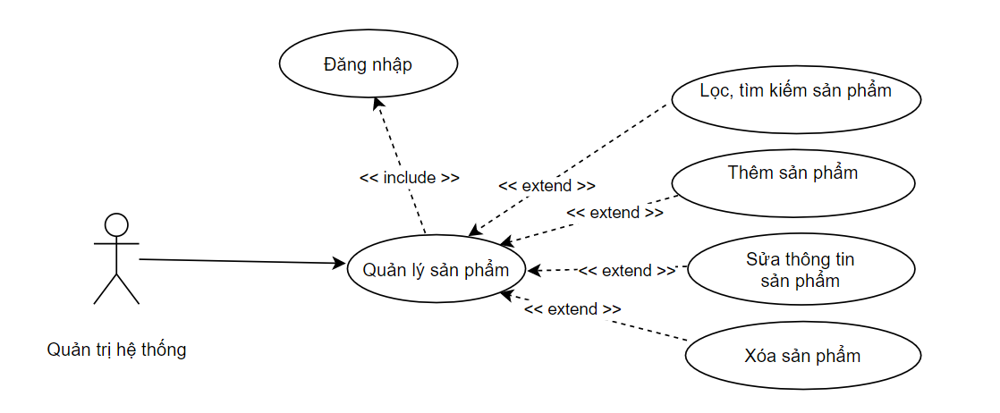 Đăng nhập
Lọc, tìm kiếm sản phẩm
Thêm sản phẩm
<< include >>
<< extend >>
<< extend >>
Quản lý sản phẩm
<< extend >>
Sửa thông tin
sản phẩm
<< extend >>
Quản trị hệ thống
Xóa sản phẩm